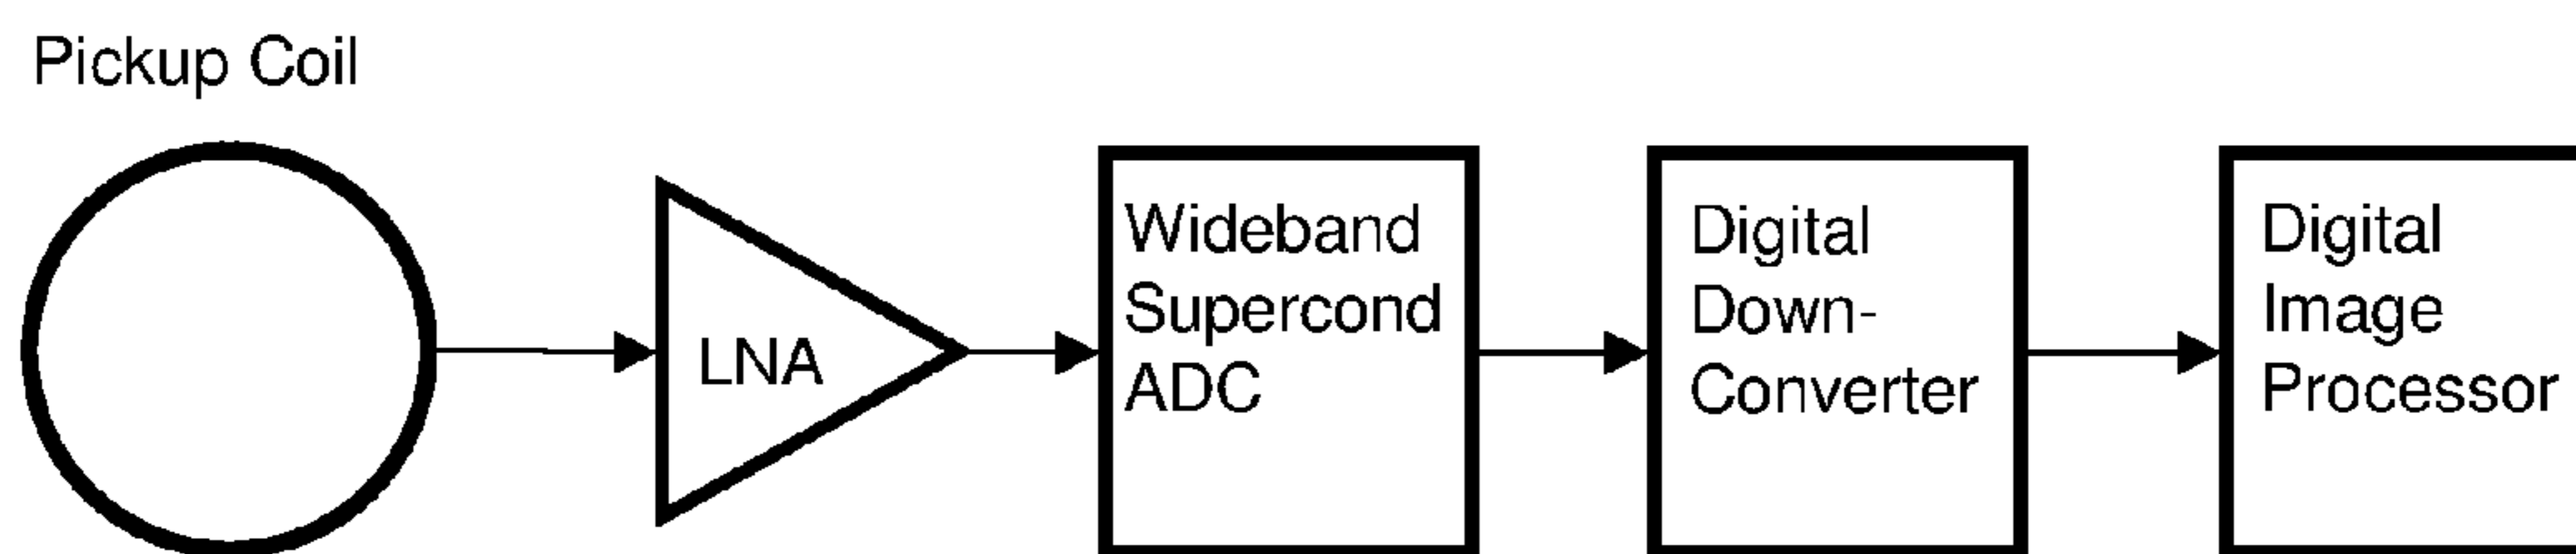 Pickup Coil
LNA
Wideband
Supercond
ADC
Digital
Down-
Converter
Digital
Image
Processor